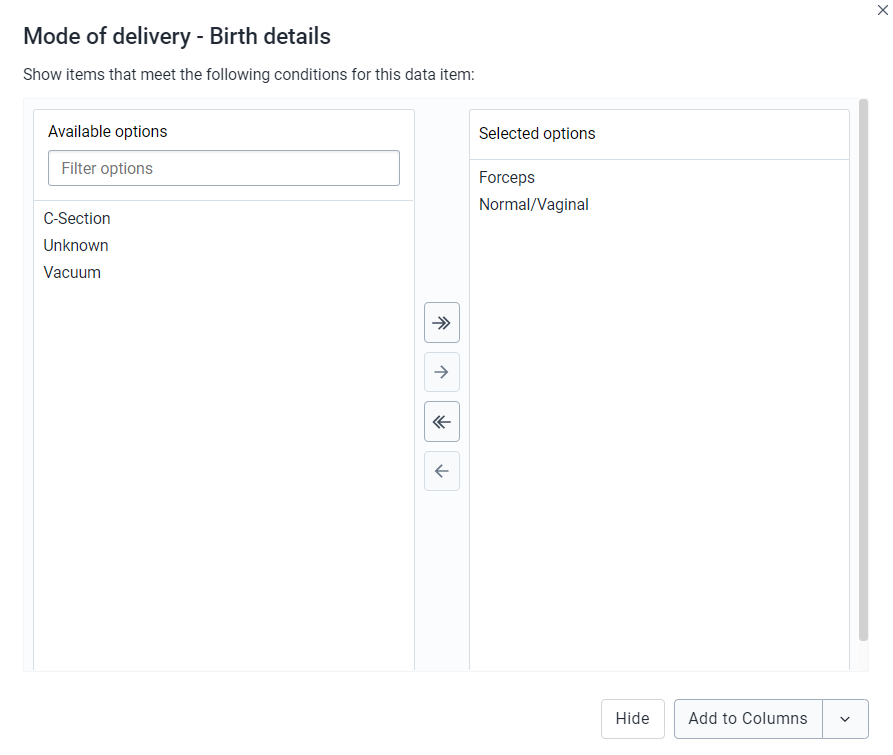 Mode of delivery - Birth details
Show items that meet the following conditions for this data item:
Available options
Filter options
C-Section
Unknown
Vacuum
Selected options
Forceps
Normal/Vaginal
Hide
Add to Columns